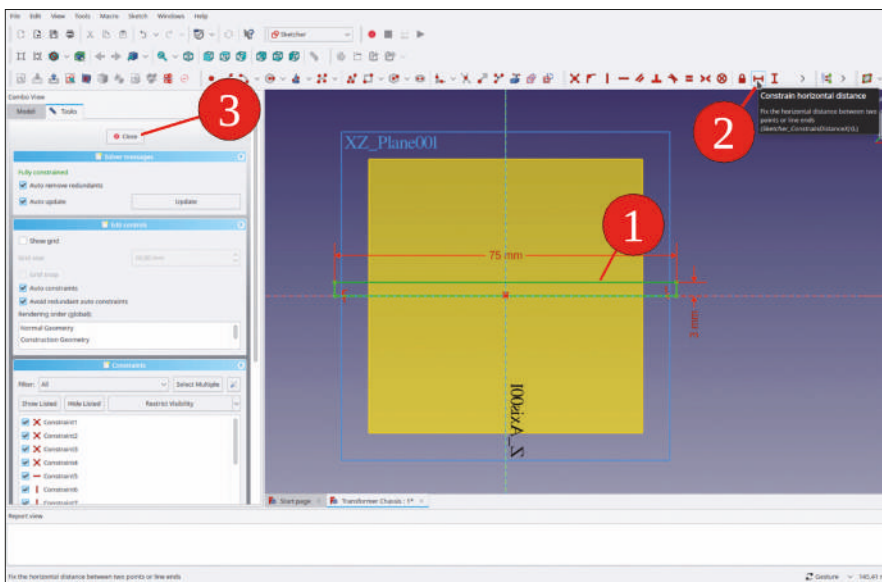 File Edit View Tools Macro Sketch Windows Help
Sketcher
Combo View
Model Tasks
3
Close
Solver messages
Fully constrained
Auto remove redundants
Auto update Update
Edit controls
Show grid
Grid size
Grid snap
Auto constraints
Avoid redundant auto constraints
Rendering order (global):
Normal Geometry
Construction Geometry
Constraints
Filter: All Select Multiple
Show Listed Hide Listed Restrict Visibility
Constraint1
Constraint2
Constraint3
Constraint4
Constraint5
Constraint6
Constraint7
2
Constrain horizontal distance
Fix the horizontal distance between two
points or line ends
(Sketcher_ConstrainDistanceX)(L)
XZ_Plane001
1
75 mm
3 mm
Z_Axis001
Start page Transformer Chassis : 1*
Report view
Fix the horizontal distance between two points or line ends
Gesture